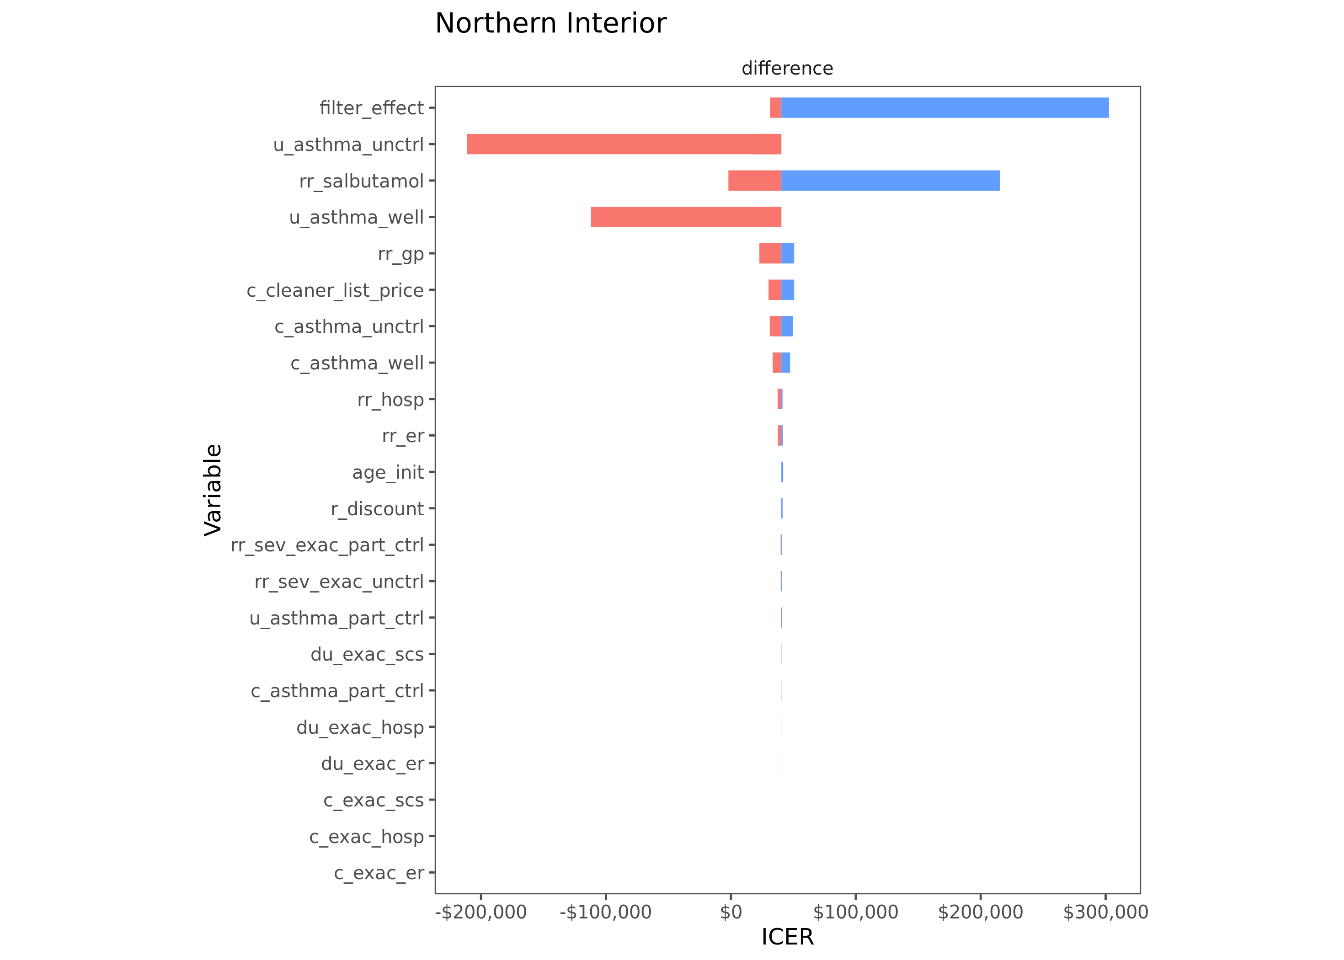 Northern Interior
difference
filter_effect
u_asthma_unctrl
rr_salbutamol
u_asthma_well
rr_gp
c_cleaner_list_price
c_asthma_unctrl
c_asthma_well
rr_hosp
rr_er
age_init
r_discount
rr_sev_exac_part_ctrl
rr_sev_exac_unctrl
u_asthma_part_ctrl
du_exac_scs
c_asthma_part_ctrl
du_exac_hosp
du_exac_er
c_exac_scs
c_exac_hosp
c_exac_er
Variable
-$200,000 -$100,000 $0 $100,000 $200,000 $300,000
ICER